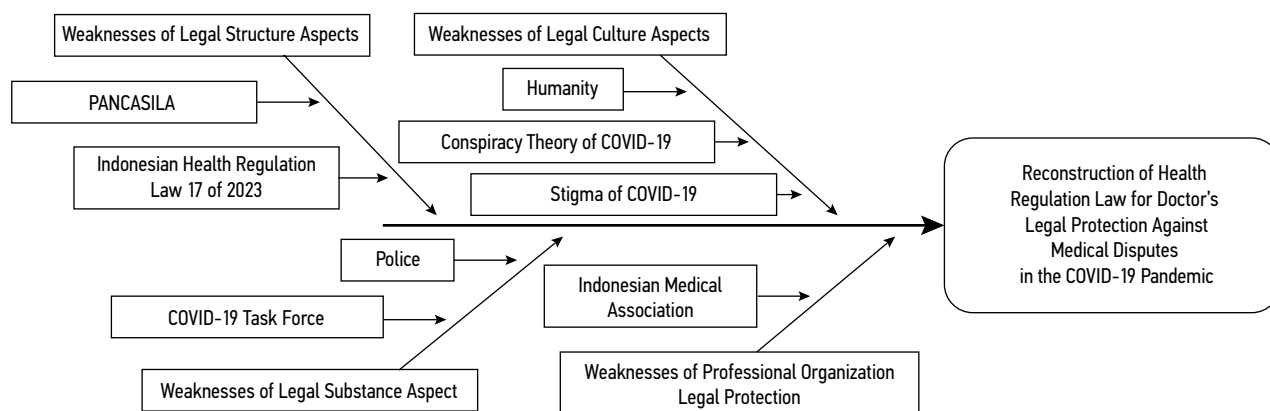 Weaknesses of Legal Structure Aspects
PANCASILA
Indonesian Health Regulation
Law 17 of 2023
Weaknesses of Legal Culture Aspects
Humanity
Conspiracy Theory of COVID-19
Stigma of COVID-19
Police
COVID-19 Task Force
Weaknesses of Legal Substance Aspect
Indonesian Medical
Association
Weaknesses of Professional Organization
Legal Protection
Reconstruction of Health
Regulation Law for Doctor's
Legal Protection Against
Medical Disputes
in the COVID-19 Pandemic